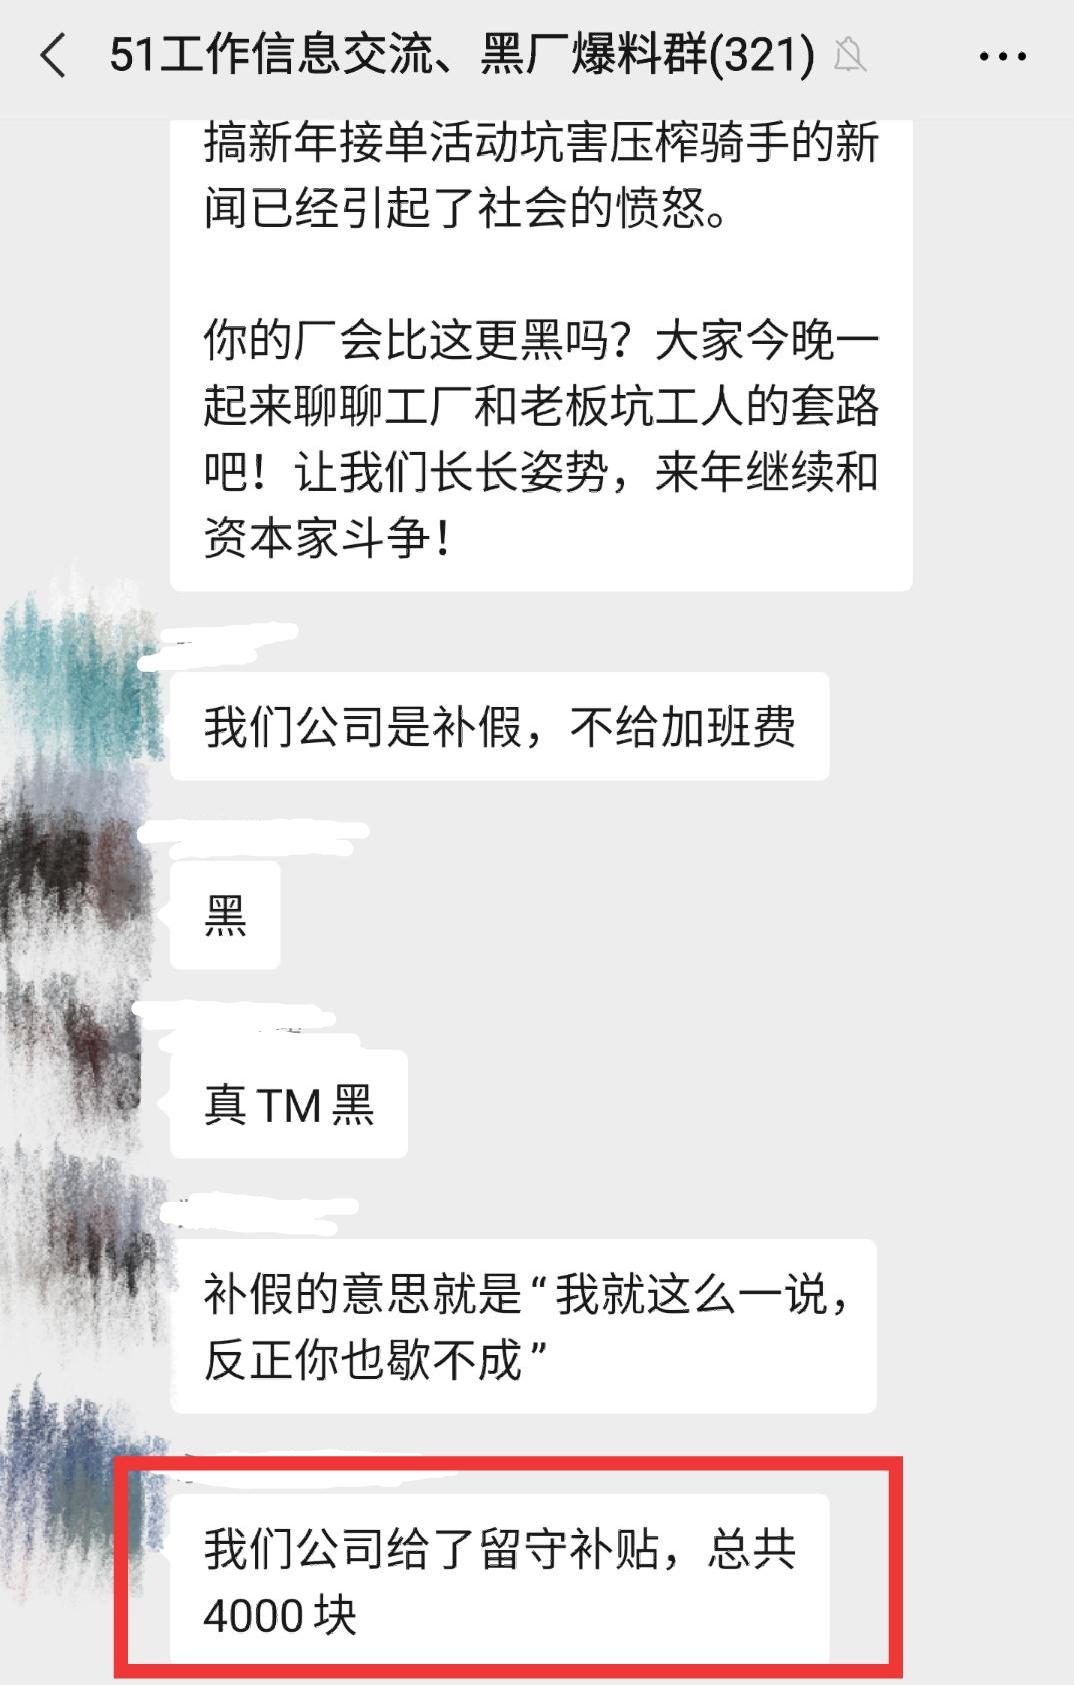 51工作信息交流、黑厂爆料群(321)
搞新年接单活动坑害压榨骑手的新
闻已经引起了社会的愤怒。
你的厂会比这更黑吗？大家今晚一
起来聊聊工厂和老板坑工人的套路
吧！让我们长长姿势，来年继续和
资本家斗争！
我们公司是补假，不给加班费
黑
真TM黑
补假的意思就是“我就这么一说，
反正你也歇不成”
我们公司给了留守补贴，总共
4000块